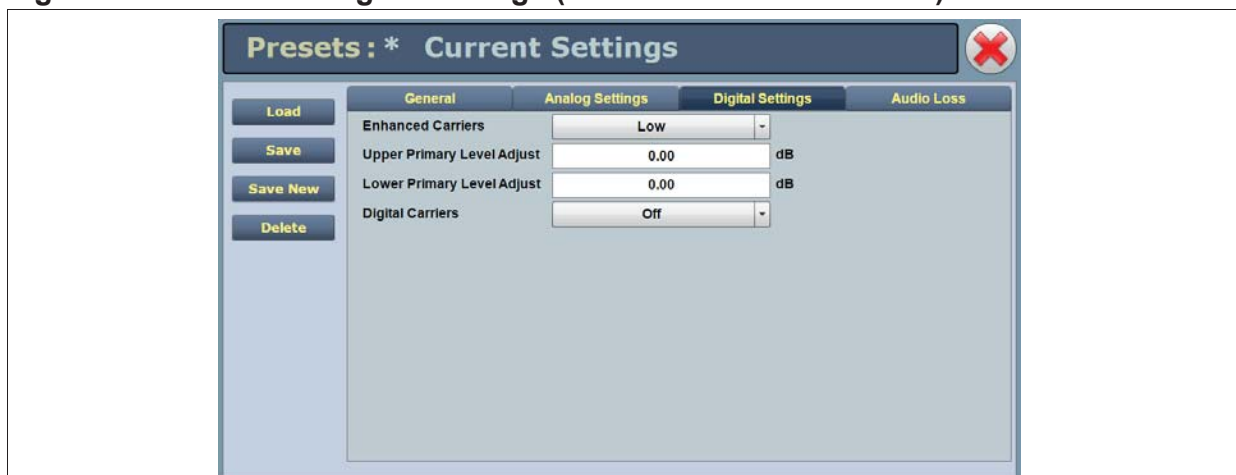 Presets: * Current Settings
General Analog Settings Digital Settings Audio Loss
Load
Save
Save New
Delete
Enhanced Carriers Low
Upper Primary Level Adjust 0.00 dB
Lower Primary Level Adjust 0.00 dB
Digital Carriers Off